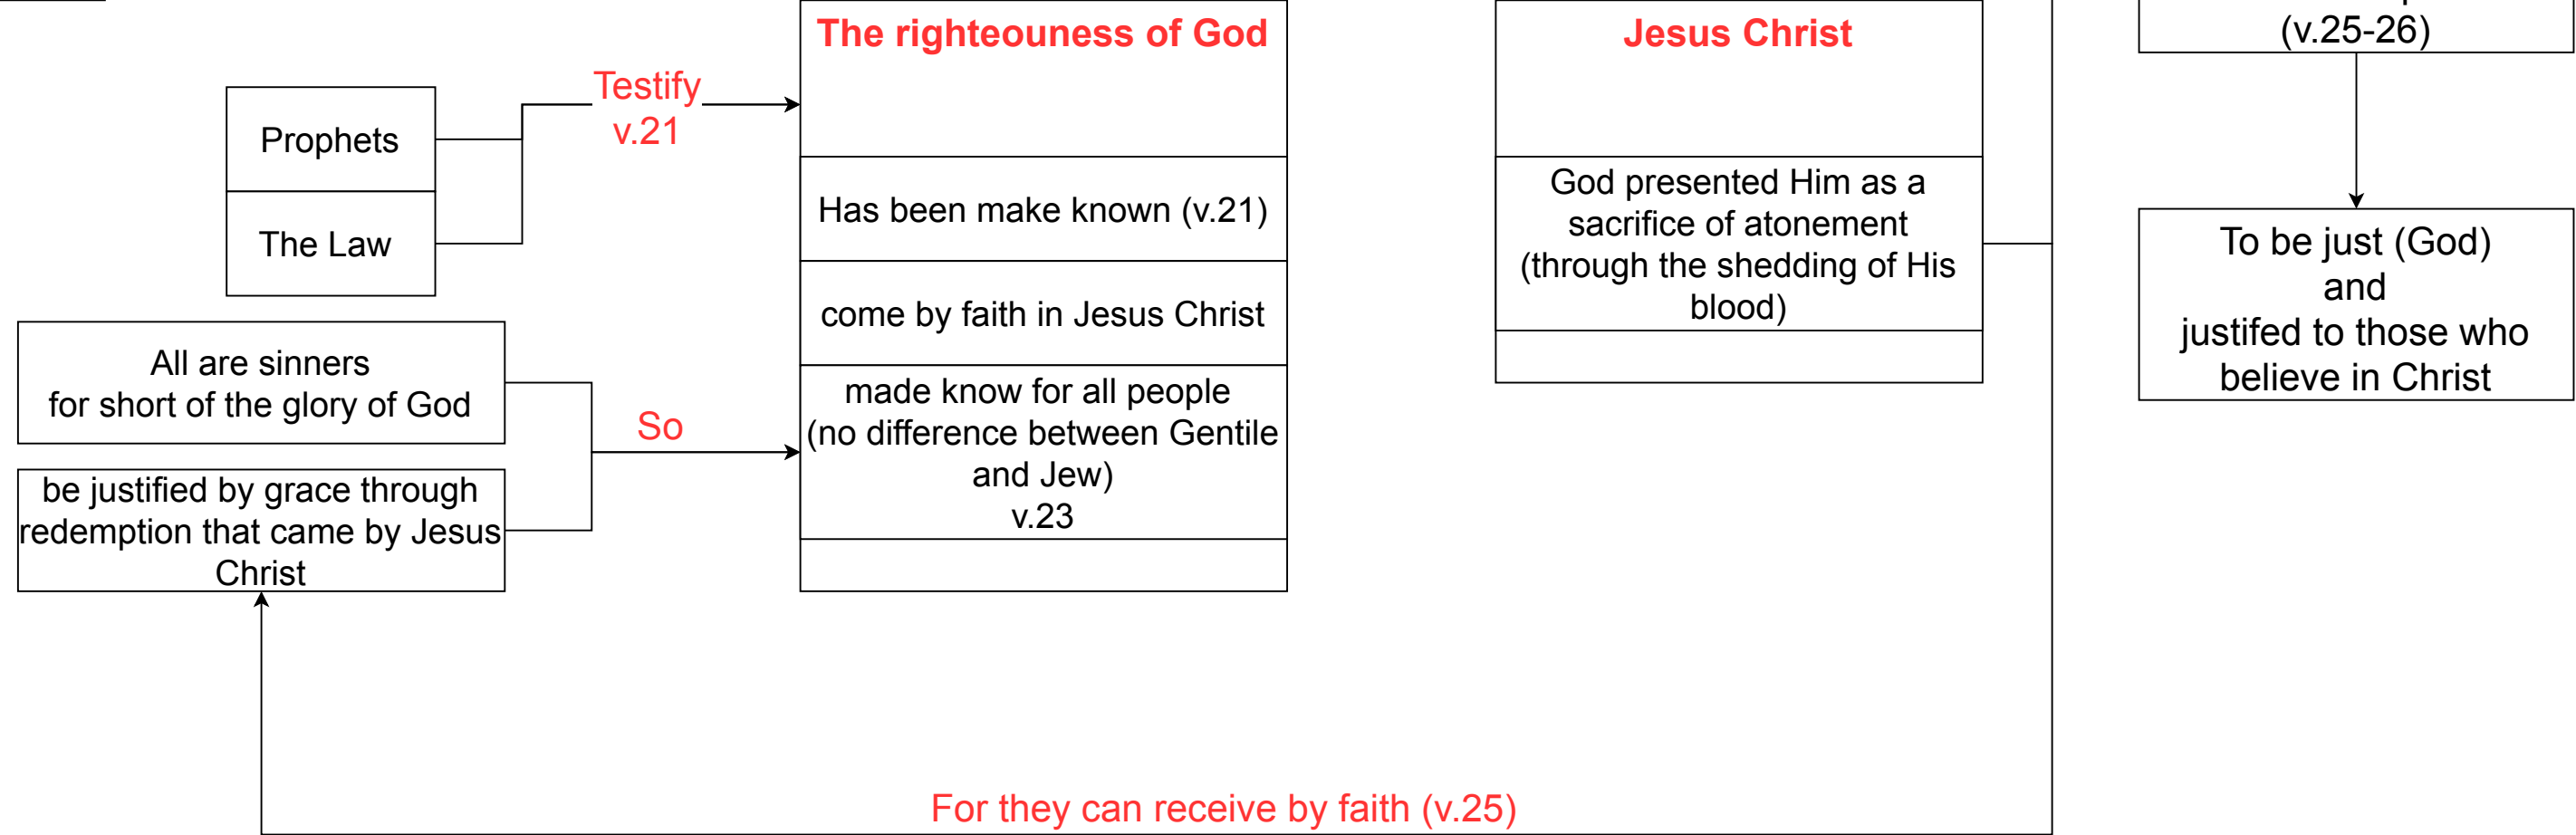 The righteouness of God
Jesus Christ
(v.25-26)
Testify
v.21
Prophets
The Law
Has been make known (v.21)
God presented Him as a
sacrifice of atonement
(through the shedding of His
blood)
To be just (God)
and
justifed to those who
believe in Christ
come by faith in Jesus Christ
All are sinners
for short of the glory of God
So
made know for all people
(no difference between Gentile
and Jew)
v.23
be justified by grace through
redemption that came by Jesus
Christ
For they can receive by faith (v.25)